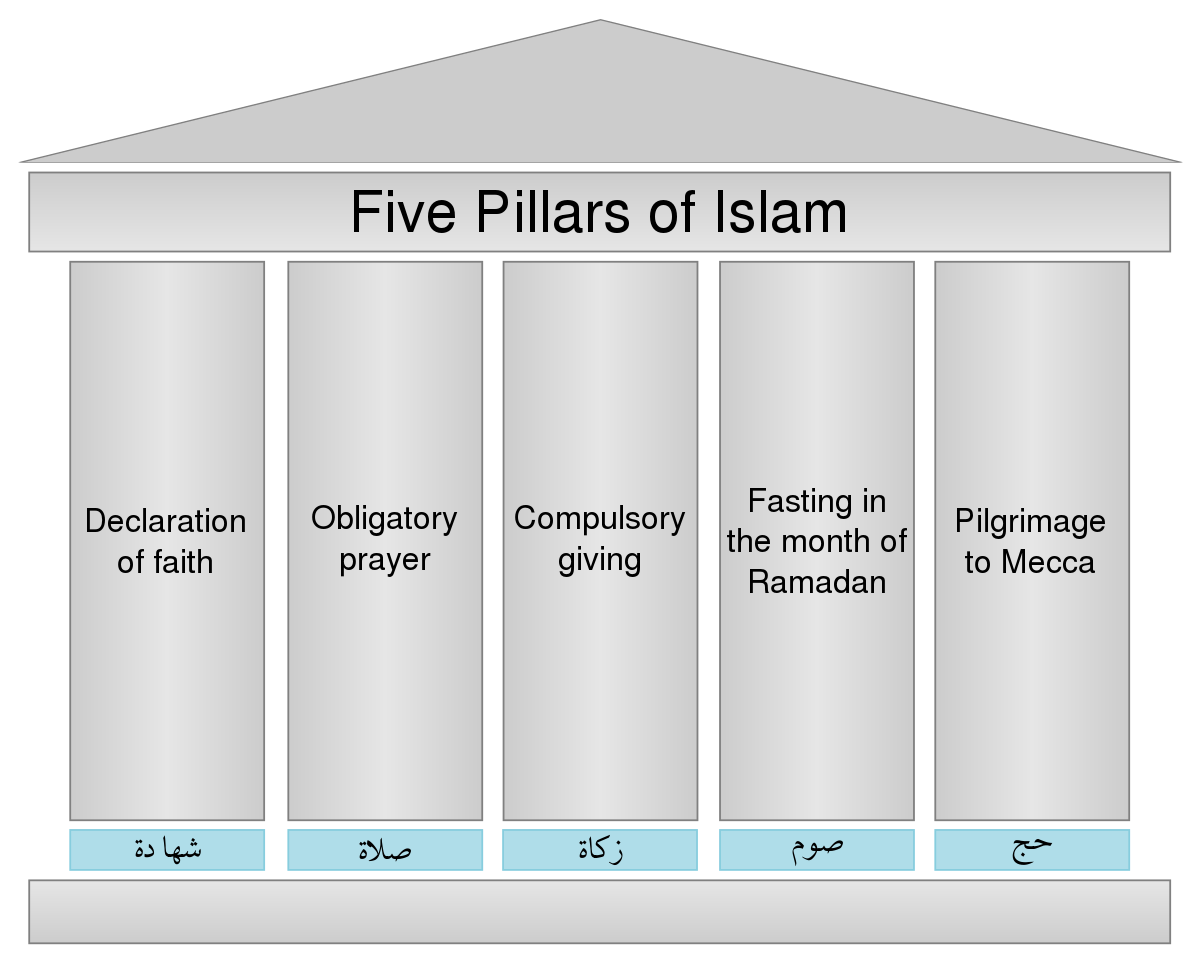 Five Pillars of Islam
Declaration
of faith
Obligatory
prayer
Compulsory
giving
Fasting in
the month of
Ramadan
Pilgrimage
to Mecca
شهادة
صلاة
زكاة
صوم
حج